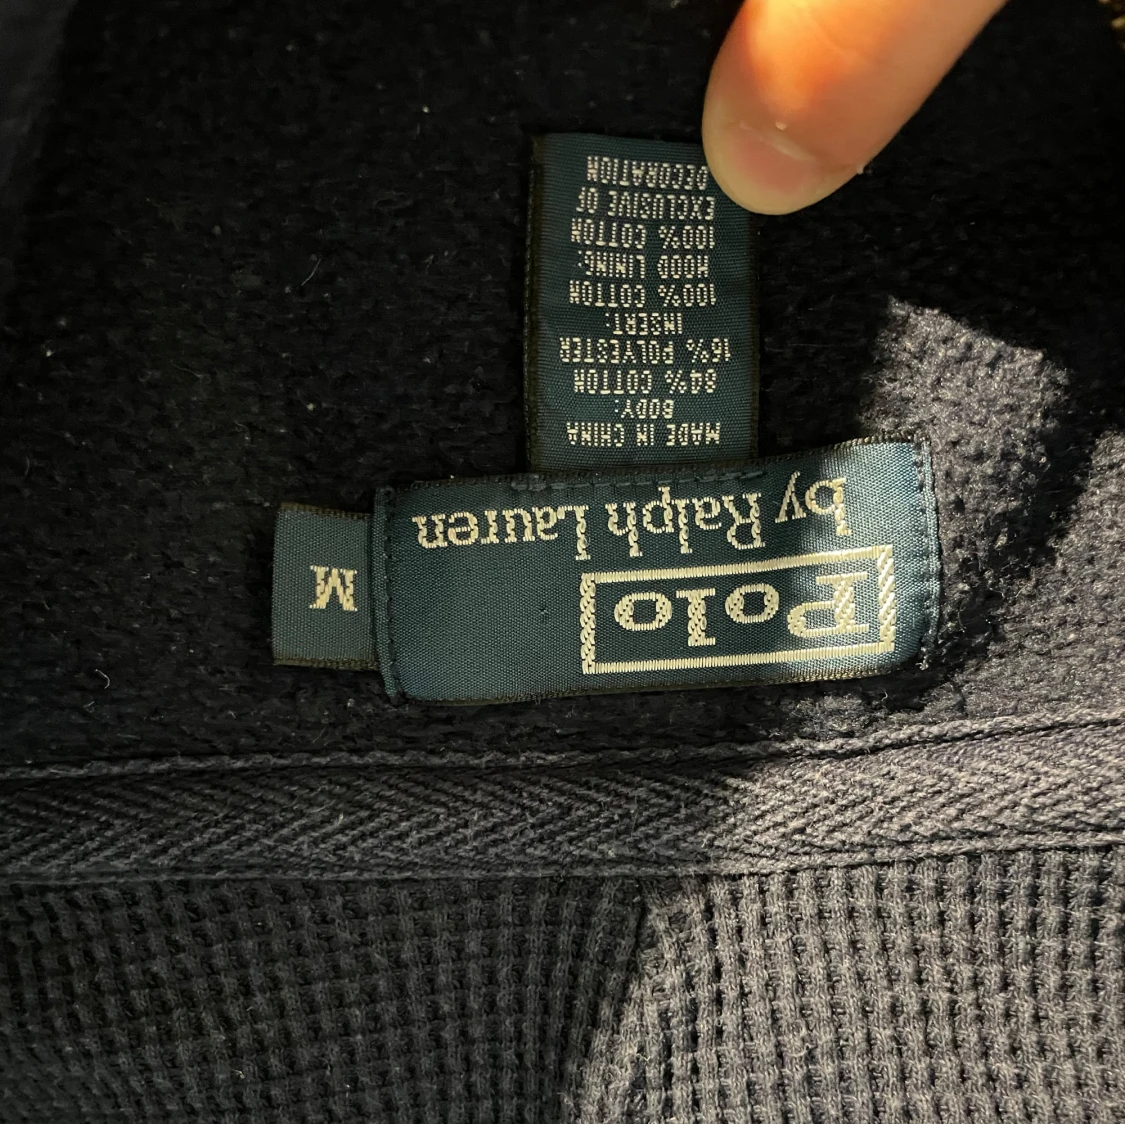 Polo
by Ralph Lauren
M
MADE IN CHINA
BODY:
84% COTTON
16% POLYESTER
INSERT:
100% COTTON
HOOD LINING:
100% COTTON
EXCLUSIVE OF
DECORATION